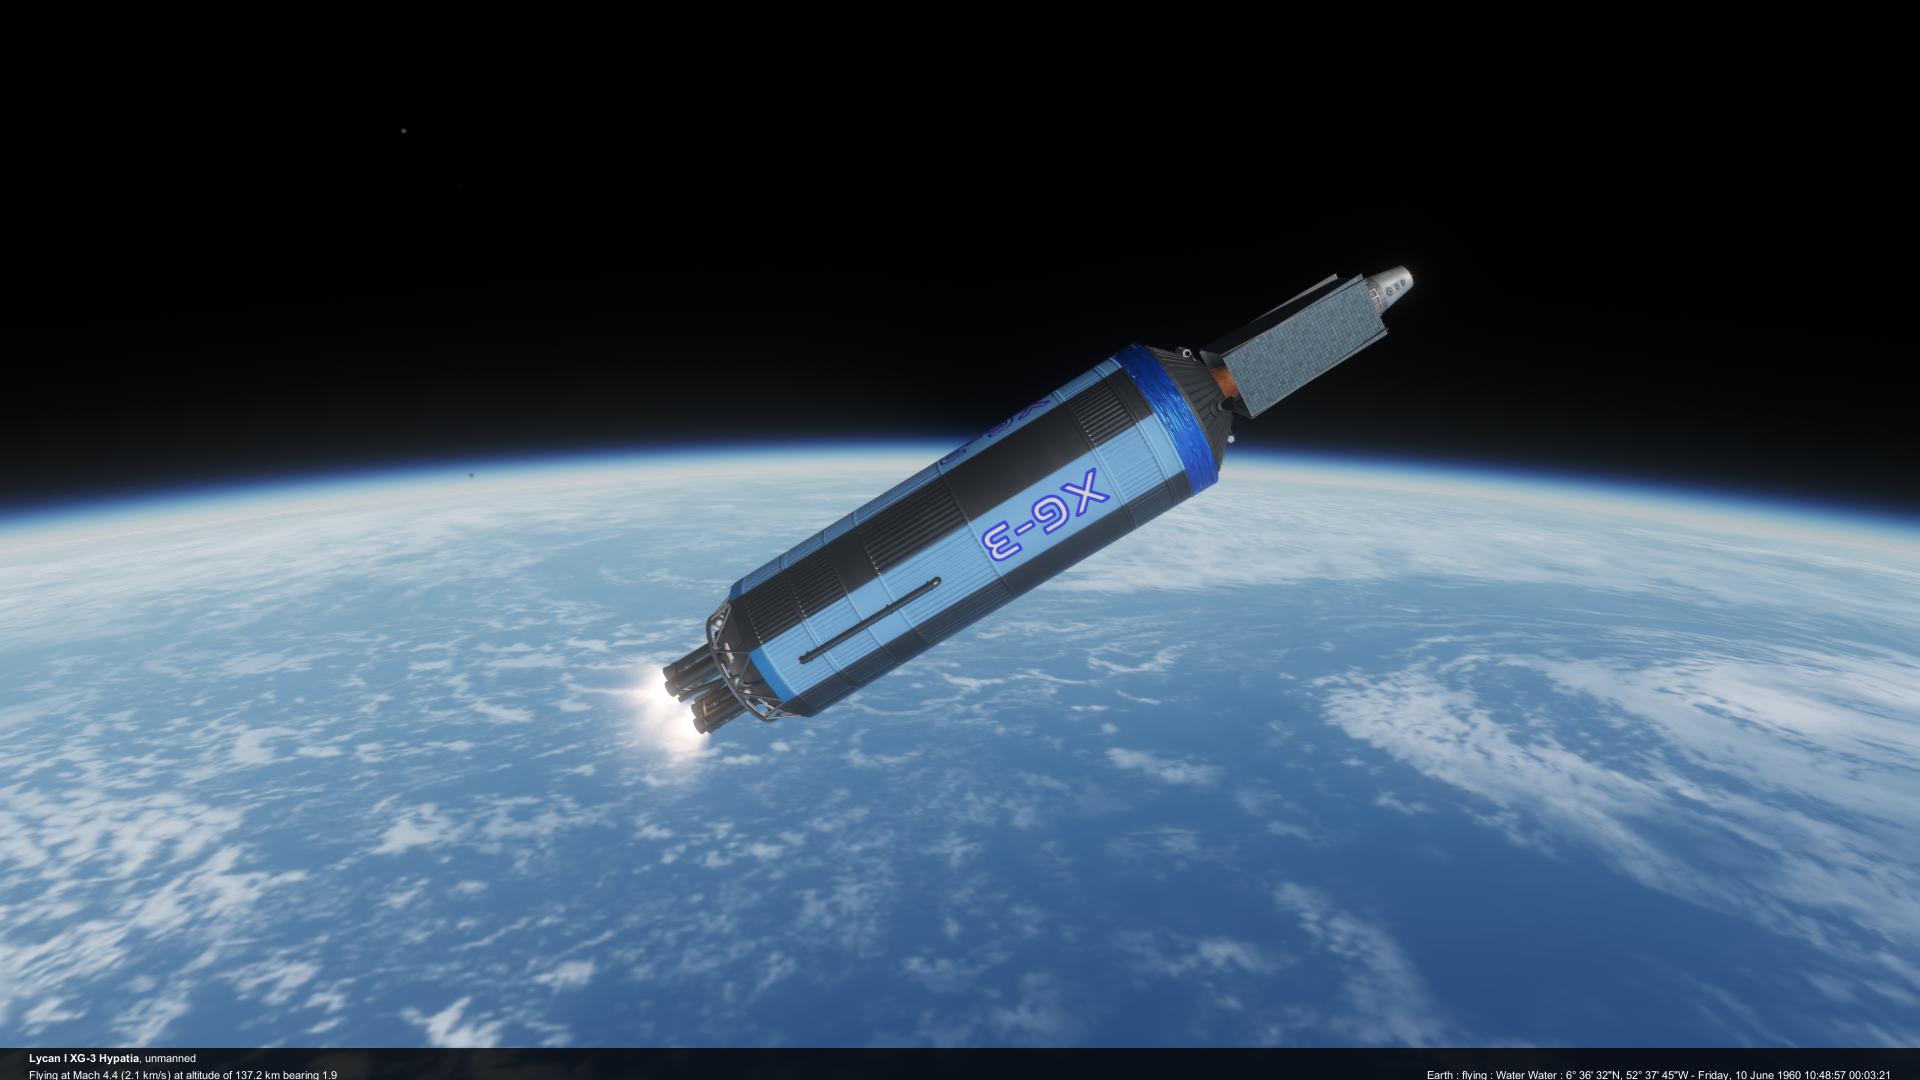 XG-3
XG-3
Lycan I XG-3 Hypatia, unmanned
Flying at Mach 4.4 (2.1 km/s) at altitude of 137.2 km bearing 1.9
Earth : flying : Water Water : 6° 36' 32"N, 52° 37' 45"W - Friday, 10 June 1960 10:48:57 00:03:21